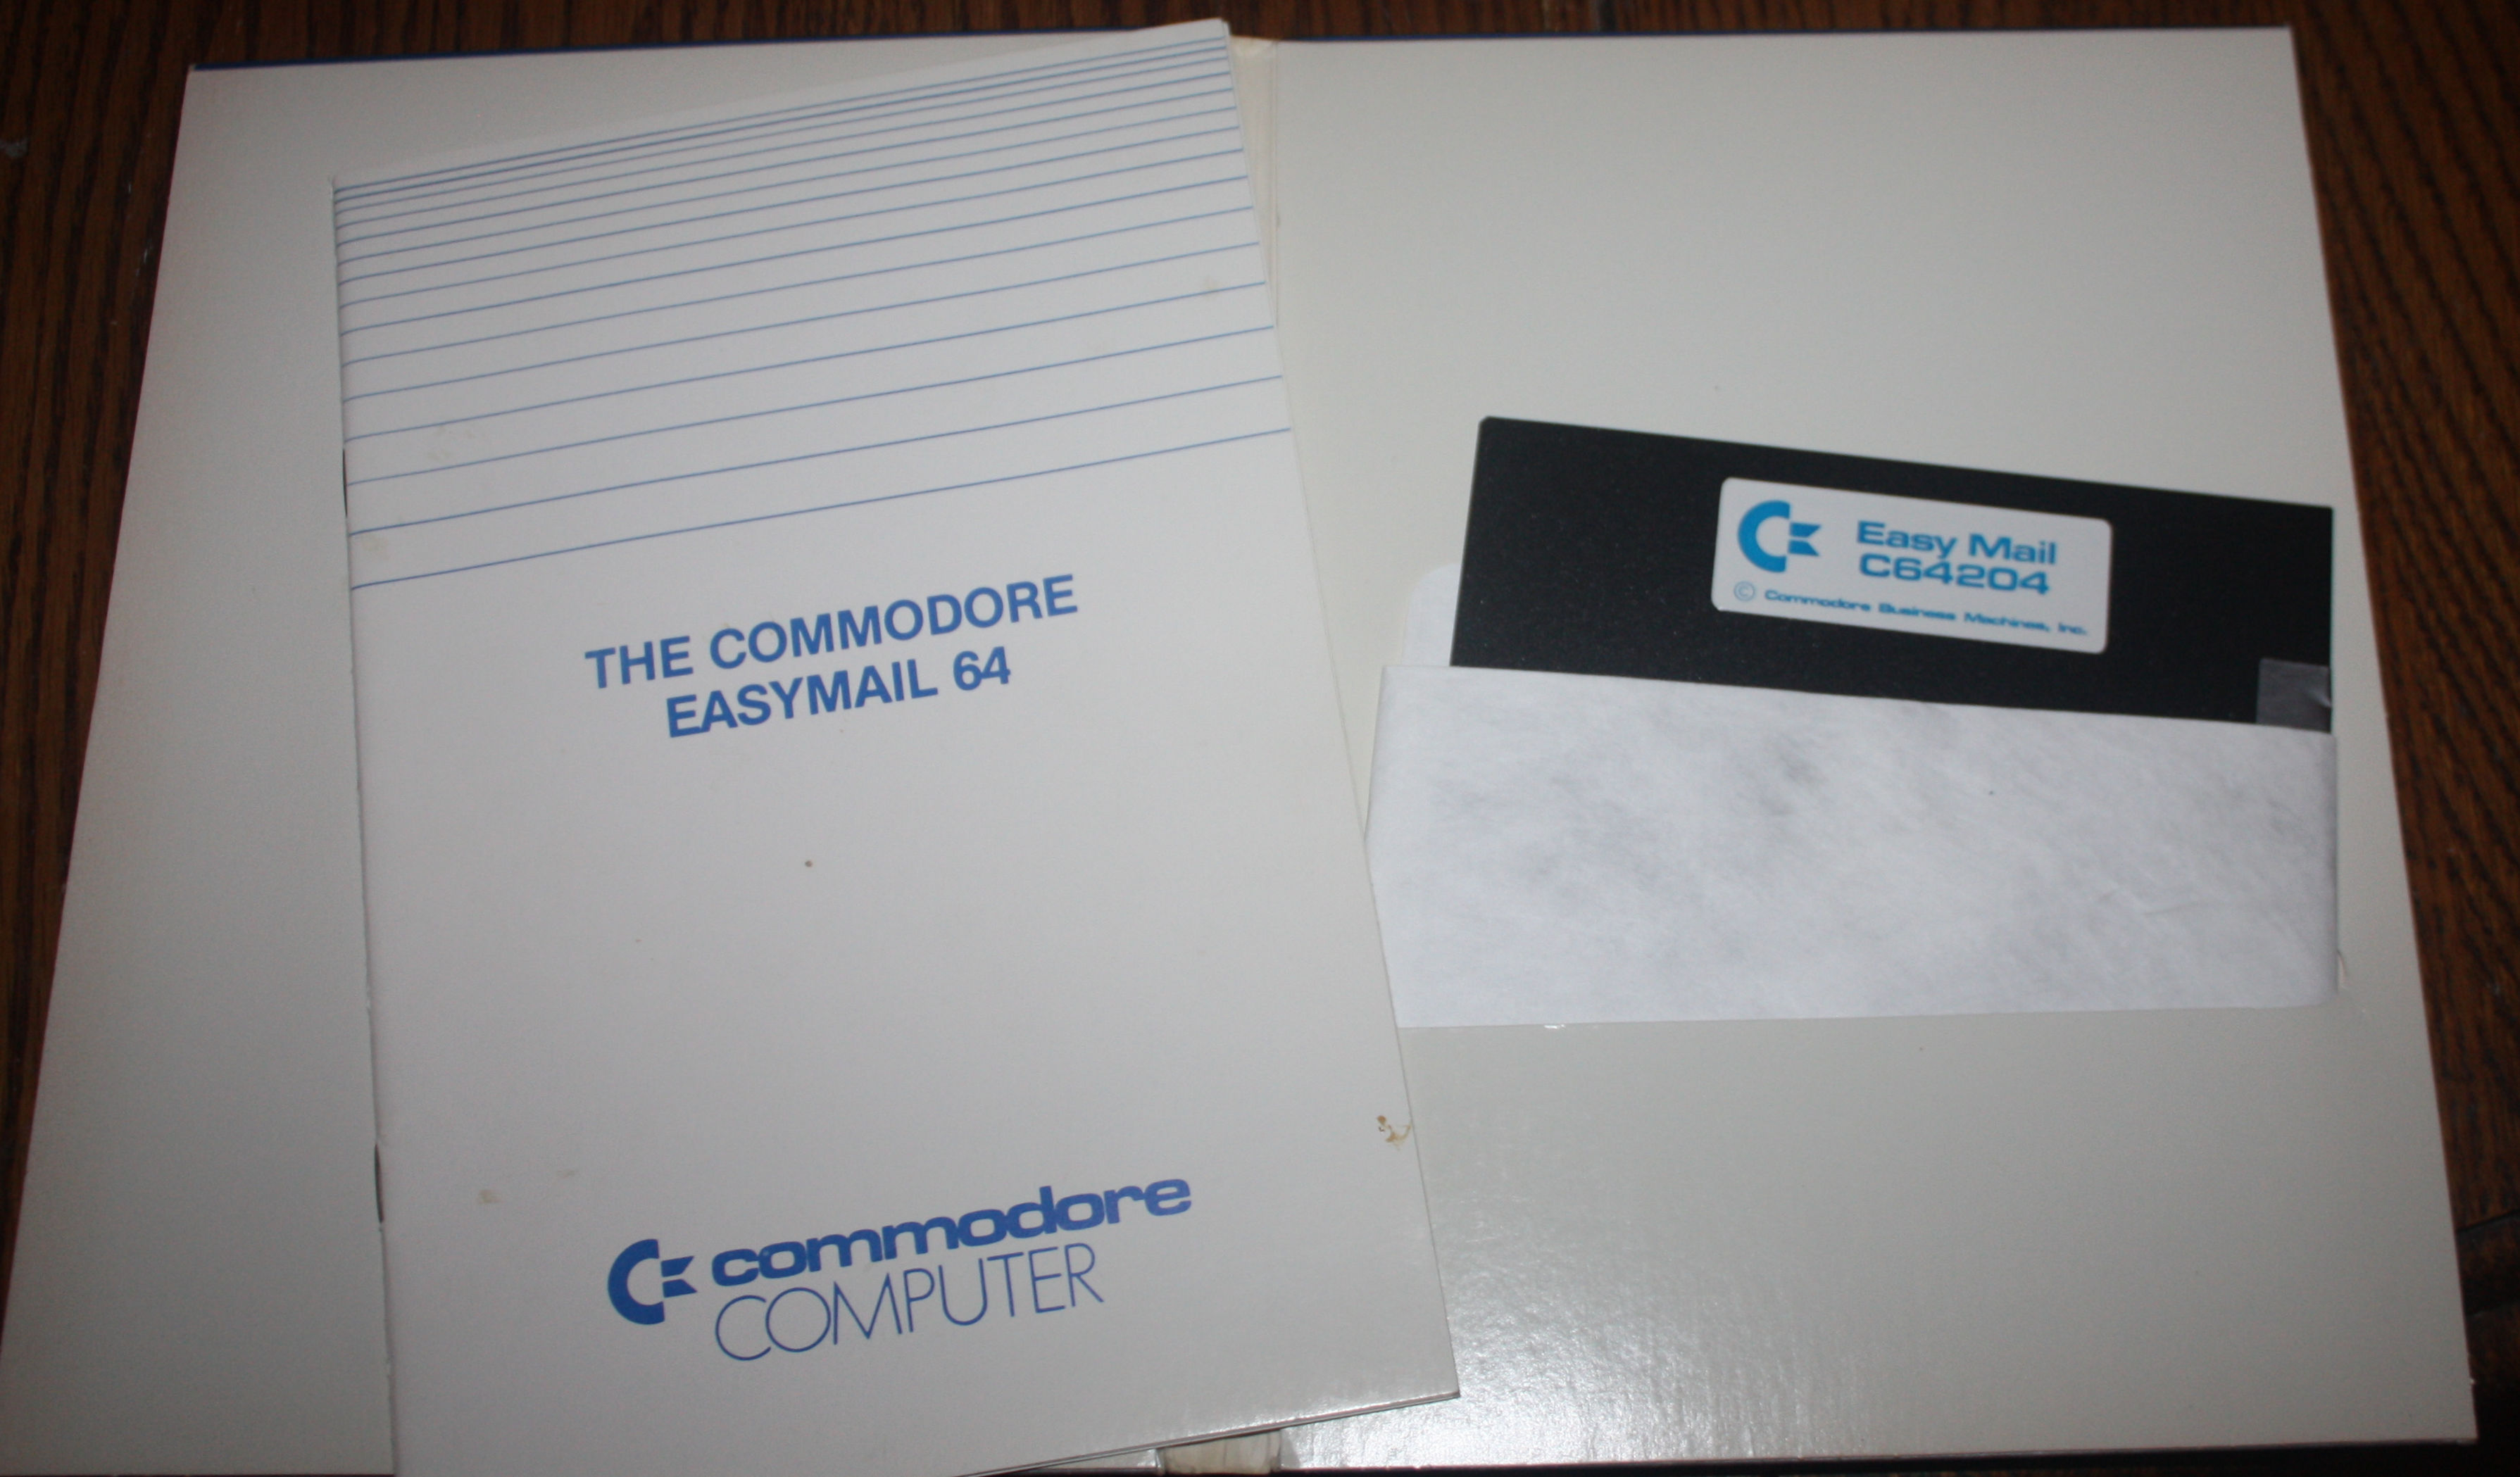 THE COMMODORE
EASYMAIL 64
commodore
COMPUTER
Easy Mail
C64204
© Commodore Business Machines, Inc.